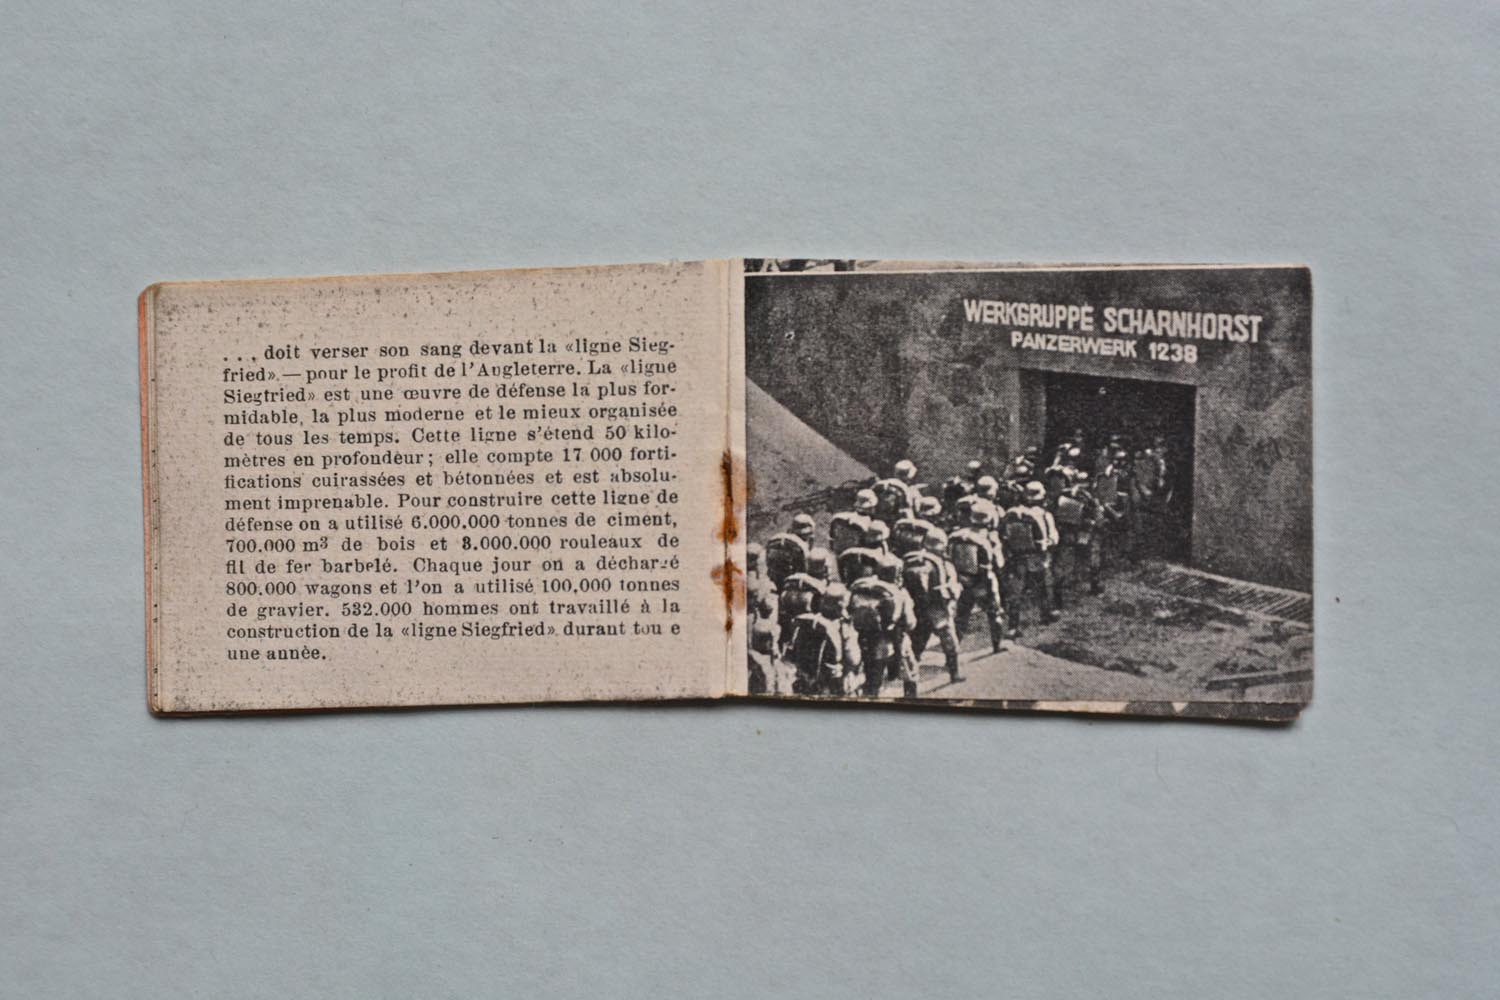 . . . doit verser son sang devant la «ligne Sieg-
fried» — pour le profit de l'Angleterre. La «ligne
Siegfried» est une œuvre de défense la plus for-
midable, la plus moderne et le mieux organisée
de tous les temps. Cette ligne s'étend 50 kilo-
mètres en profondeur; elle compte 17 000 forti-
fications cuirassées et bétonnées et est absolu-
ment imprenable. Pour construire cette ligne de
défense on a utilisé 6.000.000 tonnes de ciment,
700.000 m³ de bois et 8.000.000 rouleaux de
fil de fer barbelé. Chaque jour on a déchargé
800.000 wagons et l'on a utilisé 100,000 tonnes
de gravier. 532.000 hommes ont travaillé à la
construction de la «ligne Siegfried» durant tou e
une année.
WERKGRUPPE SCHARNHORST
PANZERWERK 1238